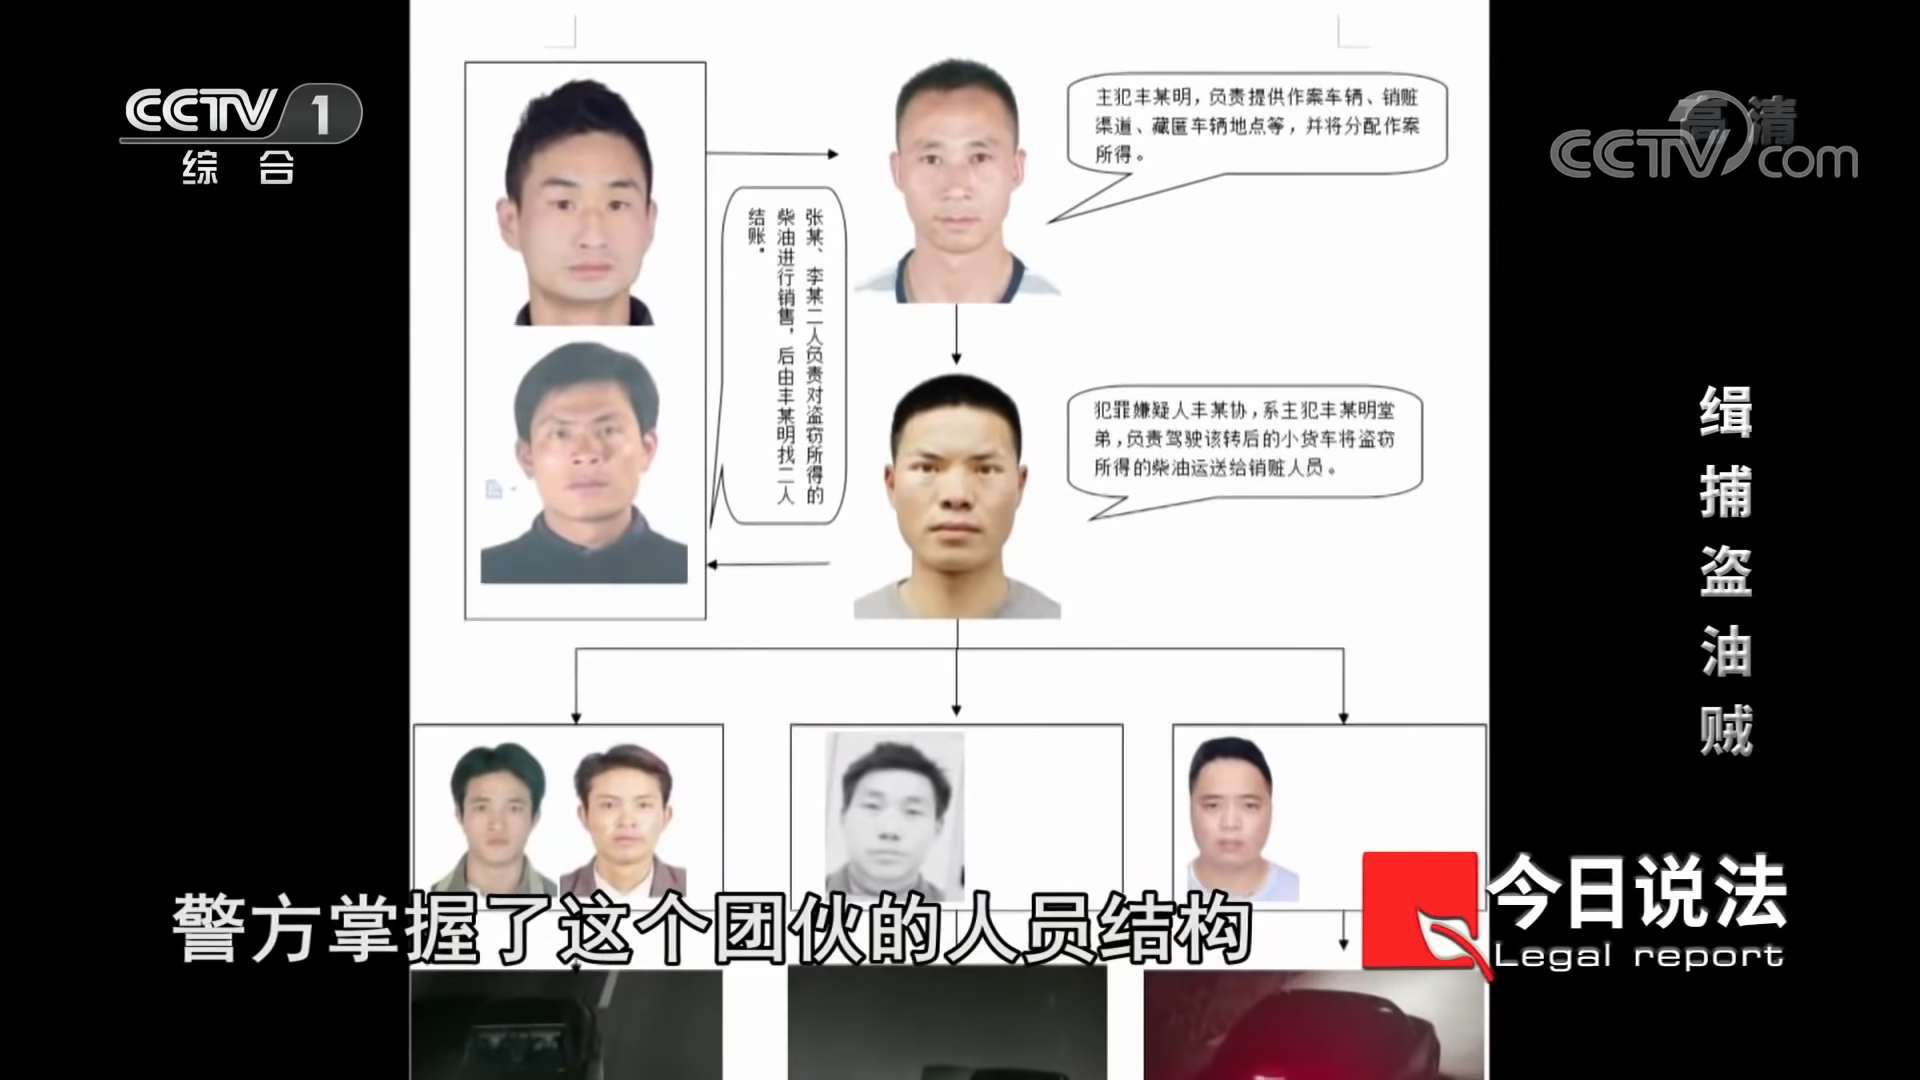 CCTV 1
综合
主犯丰某明，负责提供作案车辆、销赃
渠道、藏匿车辆地点等，并将分配作案
所得。
高清
CCTV.com
张某、李某二人负责对盗窃所得的
柴油进行销售，后由丰某明找二人
结账。
犯罪嫌疑人丰某协，系主犯丰某明堂
弟，负责驾驶该转后的小货车将盗窃
所得的柴油运送给销赃人员。
缉捕盗油贼
警方掌握了这个团伙的人员结构
今日说法
Legal report